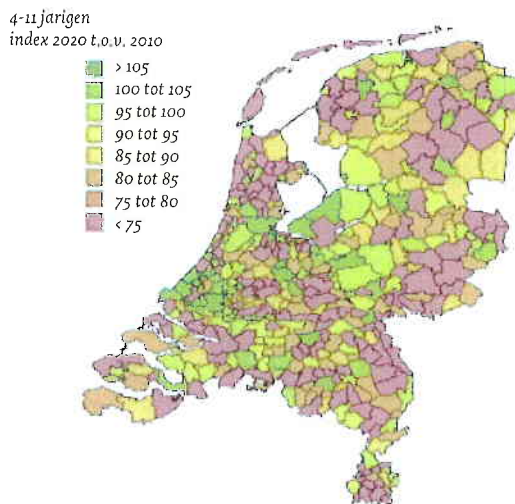 4-11 jarigen
index 2020 t.o.v. 2010
> 105
100 tot 105
95 tot 100
90 tot 95
85 tot 90
80 tot 85
75 tot 80
< 75